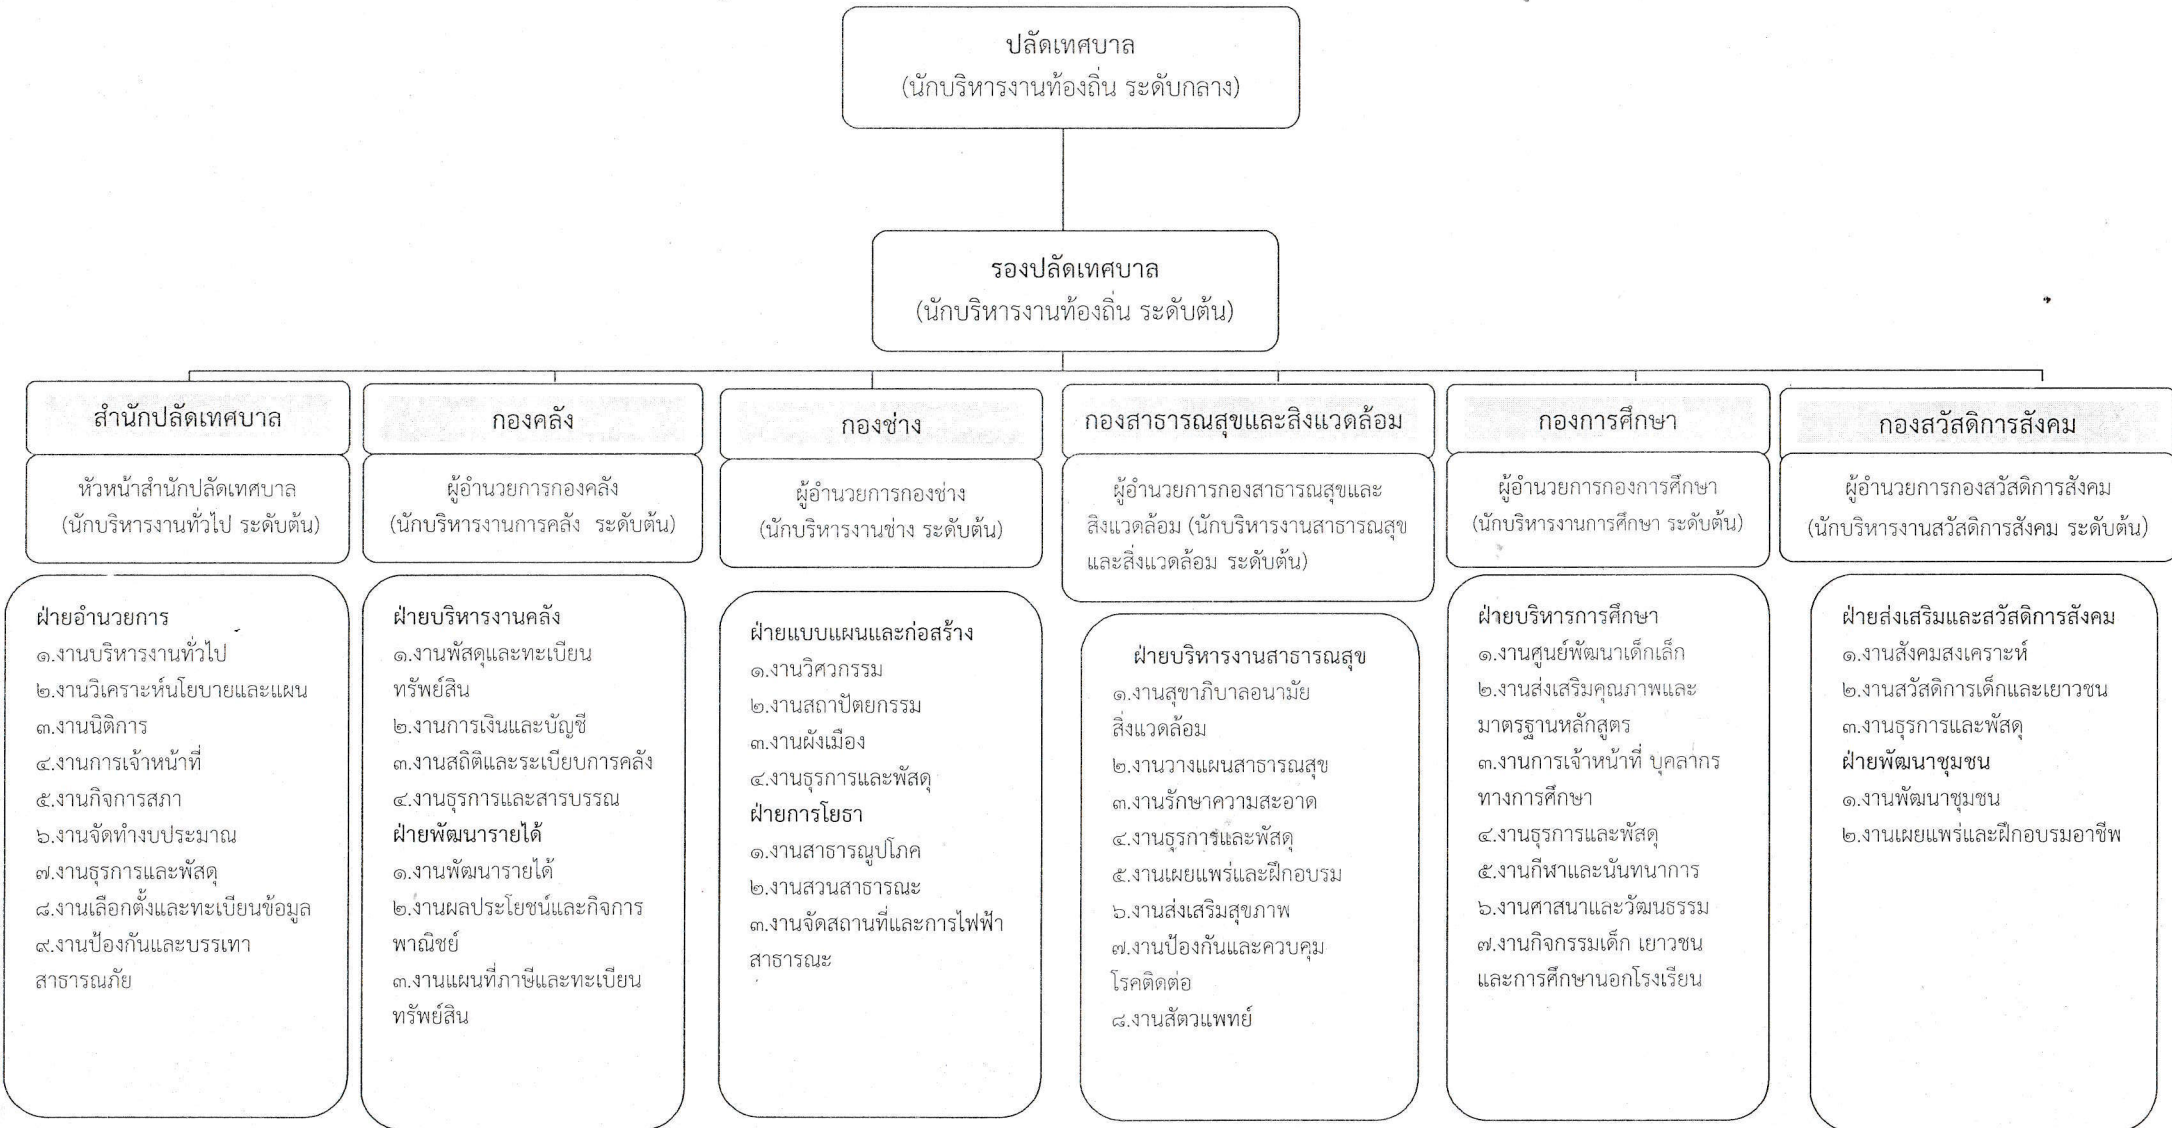 ปลัดเทศบาล
(นักบริหารงานท้องถิ่น ระดับกลาง)
รองปลัดเทศบาล
(นักบริหารงานท้องถิ่น ระดับต้น)
สำนักปลัดเทศบาล
หัวหน้าสำนักปลัดเทศบาล
(นักบริหารงานทั่วไป ระดับต้น)
ฝ่ายอำนวยการ
๑.งานบริหารงานทั่วไป
๒.งานวิเคราะห์นโยบายและแผน
๓.งานนิติการ
๔.งานการเจ้าหน้าที่
๕.งานกิจการสภา
๖.งานจัดทำงบประมาณ
๗.งานธุรการและพัสดุ
๘.งานเลือกตั้งและทะเบียนข้อมูล
๙.งานป้องกันและบรรเทา
สาธารณภัย
กองคลัง
ผู้อำนวยการกองคลัง
(นักบริหารงานการคลัง ระดับต้น)
ฝ่ายบริหารงานคลัง
๑.งานพัสดุและทะเบียน
ทรัพย์สิน
๒.งานการเงินและบัญชี
๓.งานสถิติและระเบียบการคลัง
๔.งานธุรการและสารบรรณ
ฝ่ายพัฒนารายได้
๑.งานพัฒนารายได้
๒.งานผลประโยชน์และกิจการ
พาณิชย์
๓.งานแผนที่ภาษีและทะเบียน
ทรัพย์สิน
กองช่าง
ผู้อำนวยการกองช่าง
(นักบริหารงานช่าง ระดับต้น)
ฝ่ายแบบแผนและก่อสร้าง
๑.งานวิศวกรรม
๒.งานสถาปัตยกรรม
๓.งานผังเมือง
๔.งานธุรการและพัสดุ
ฝ่ายการโยธา
๑.งานสาธารณูปโภค
๒.งานสวนสาธารณะ
๓.งานจัดสถานที่และการไฟฟ้า
สาธารณะ
กองสาธารณสุขและสิงแวดล้อม
ผู้อำนวยการกองสาธารณสุขและ
สิงแวดล้อม (นักบริหารงานสาธารณสุข
และสิ่งแวดล้อม ระดับต้น)
ฝ่ายบริหารงานสาธารณสุข
๑.งานสุขาภิบาลอนามัย
สิ่งแวดล้อม
๒.งานวางแผนสาธารณสุข
๓.งานรักษาความสะอาด
๔.งานธุรการและพัสดุ
๕.งานเผยแพร่และฝึกอบรม
๖.งานส่งเสริมสุขภาพ
๗.งานป้องกันและควบคุม
โรคติดต่อ
๘.งานสัตวแพทย์
กองการศึกษา
ผู้อำนวยการกองการศึกษา
(นักบริหารงานการศึกษา ระดับต้น)
ฝ่ายบริหารการศึกษา
๑.งานศูนย์พัฒนาเด็กเล็ก
๒.งานส่งเสริมคุณภาพและ
มาตรฐานหลักสูตร
๓.งานการเจ้าหน้าที่ บุคลากร
ทางการศึกษา
๔.งานธุรการและพัสดุ
๕.งานกีฬาและนันทนาการ
๖.งานศาสนาและวัฒนธรรม
๗.งานกิจกรรมเด็ก เยาวชน
และการศึกษานอกโรงเรียน
กองสวัสดิการสังคม
ผู้อำนวยการกองสวัสดิการสังคม
(นักบริหารงานสวัสดิการสังคม ระดับต้น)
ฝ่ายส่งเสริมและสวัสดิการสังคม
๑.งานสังคมสงเคราะห์
๒.งานสวัสดิการเด็กและเยาวชน
๓.งานธุรการและพัสดุ
ฝ่ายพัฒนาชุมชน
๑.งานพัฒนาชุมชน
๒.งานเผยแพร่และฝึกอบรมอาชีพ